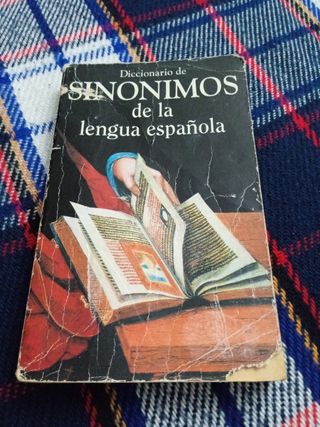 Diccionario de
SINONIMOS
de la
lengua española